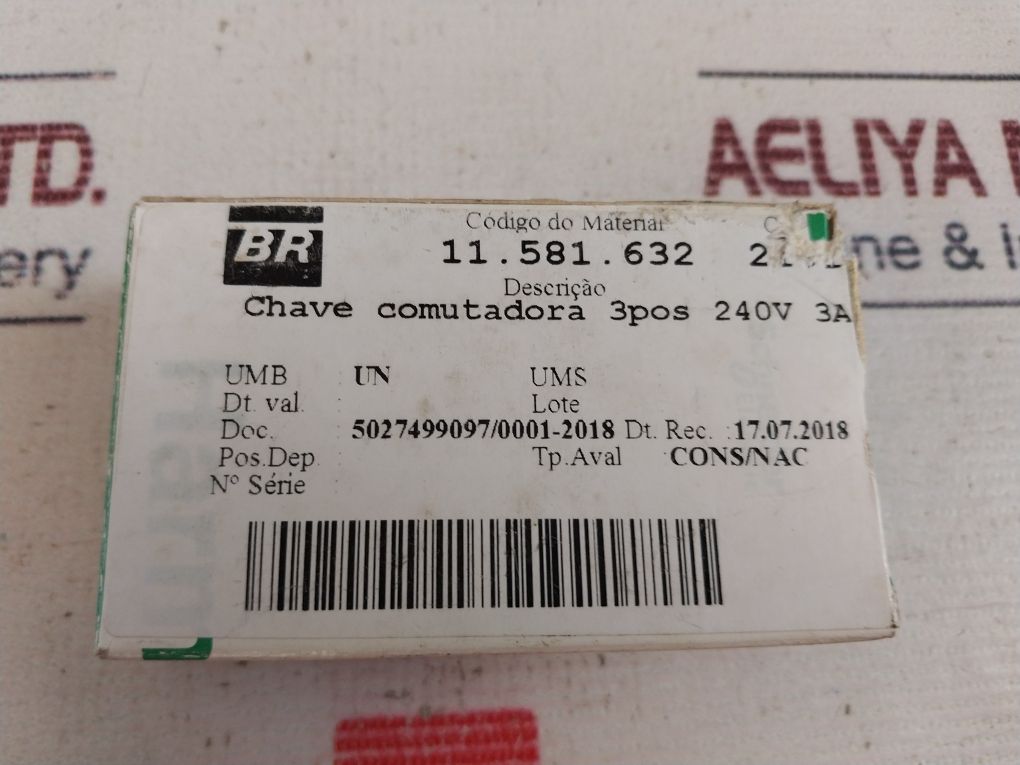 TD. AELIYA
ery ne &
BR
Código do Material
11.581.632
Descrição
Chave comutadora 3pos 240V 3A
UMB : UN UMS
Dt. val. : Lote
Doc. : 5027499097/0001-2018 Dt. Rec. :17.07.2018
Pos.Dep : Tp.Aval CONS/NAC
Nº Série :